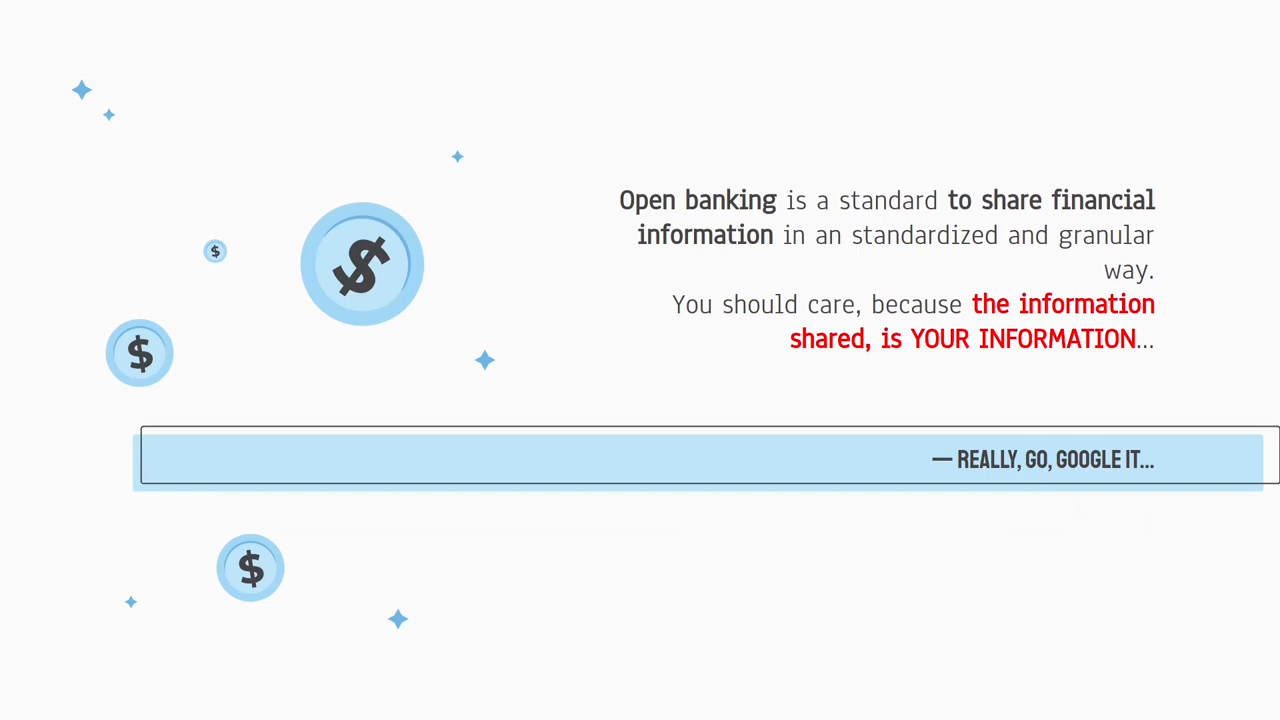 Open banking is a standard to share financial
information in an standardized and granular
way.
You should care, because the information
shared, is YOUR INFORMATION...
— REALLY, GO, GOOGLE IT...
$
$
$
$